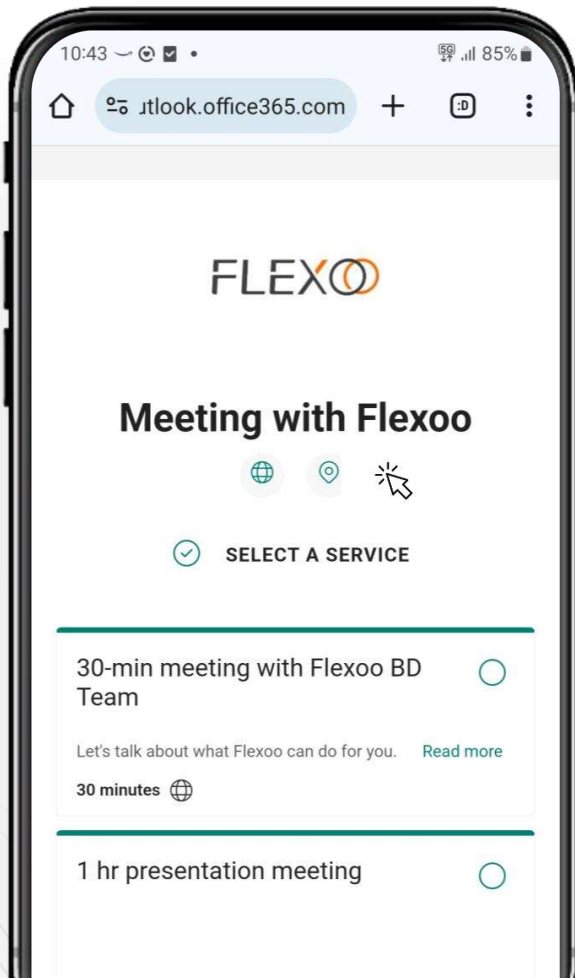 10:43
5G 85%
utlook.office365.com
:D
FLEXOO
Meeting with Flexoo
SELECT A SERVICE
30-min meeting with Flexoo BD
Team
Let's talk about what Flexoo can do for you. Read more
30 minutes
1 hr presentation meeting